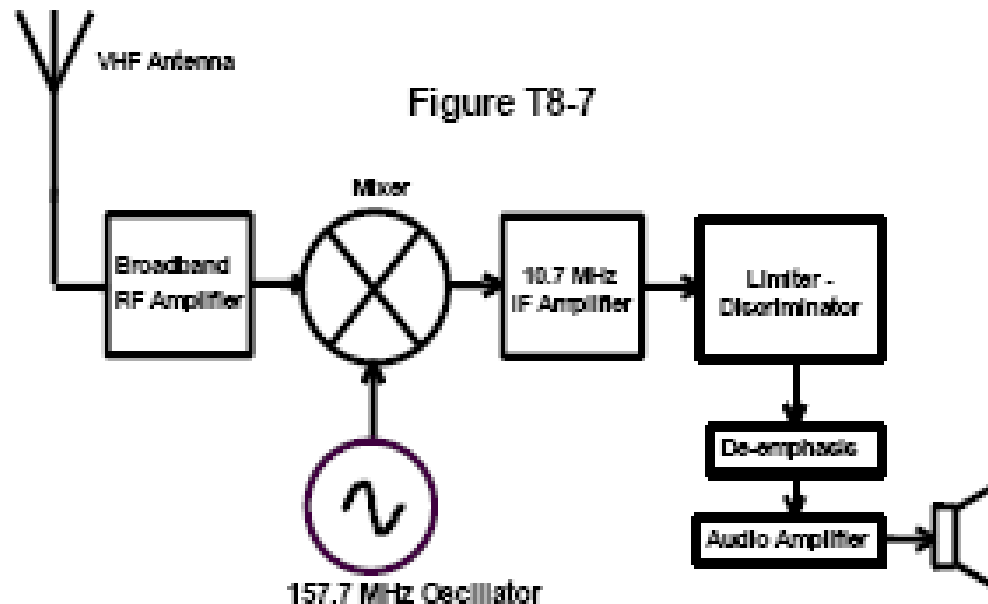 VHF Antenna
Figure T8-7
Mixer
Broadband
RF Amplifier
10.7 MHz
IF Amplifier
Limiter -
Discriminator
De-emphasis
Audio Amplifier
157.7 MHz Oscillator